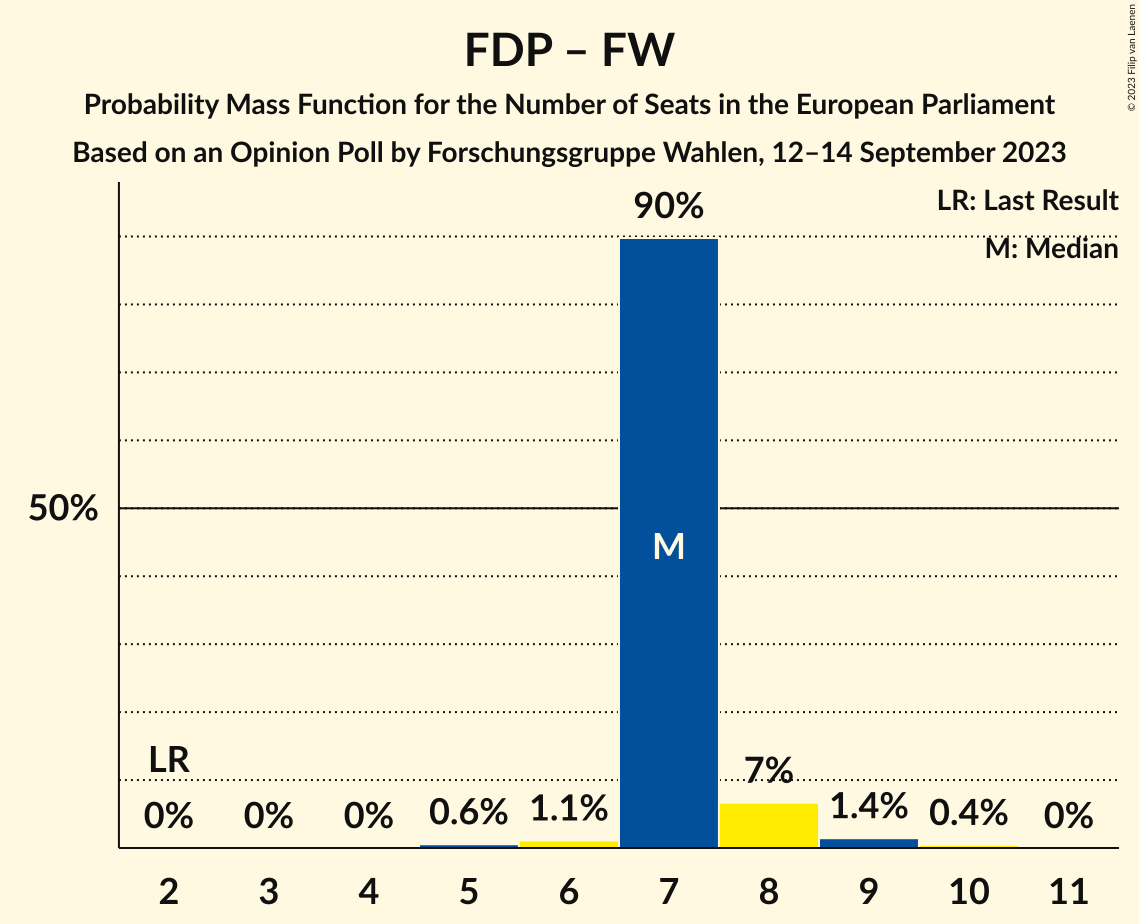 FDP – FW
Probability Mass Function for the Number of Seats in the European Parliament
Based on an Opinion Poll by Forschungsgruppe Wahlen, 12–14 September 2023
© 2023 Filip van Laenen
LR: Last Result
M: Median
90%
50%
M
LR
0%
0%
0%
0.6%
1.1%
7%
1.4%
0.4%
0%
2
3
4
5
6
7
8
9
10
11